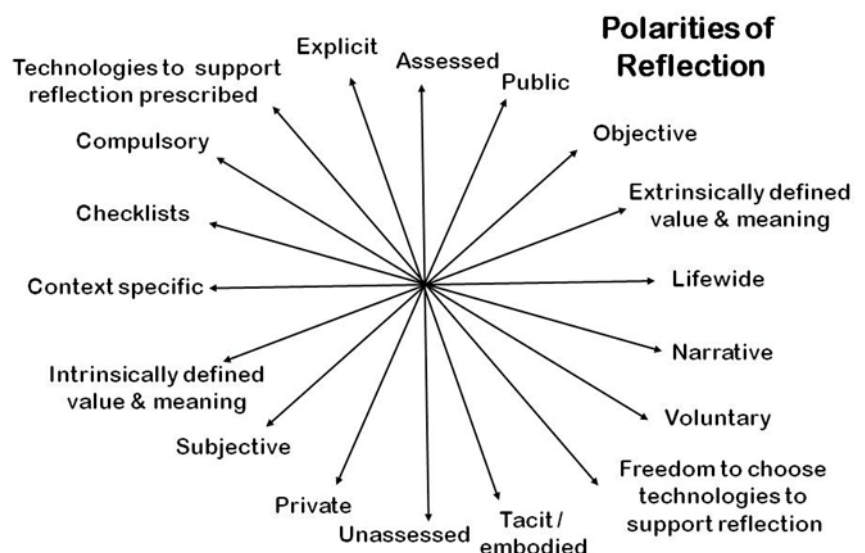 Polarities of
Reflection
Explicit
Assessed
Public
Technologies to support
reflection prescribed
Objective
Compulsory
Extrinsically defined
value & meaning
Checklists
Lifewide
Context specific
Narrative
Intrinsically defined
value & meaning
Voluntary
Subjective
Freedom to choose
technologies to
support reflection
Private
Unassessed
Tacit /
embodied